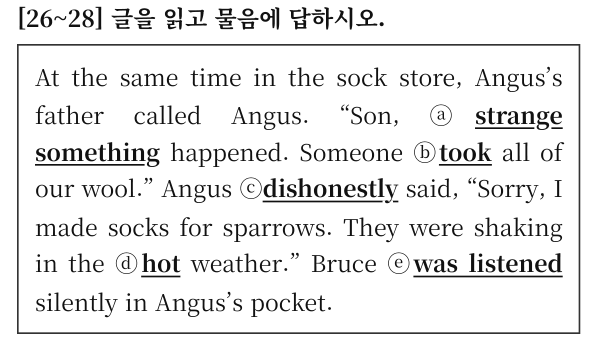 [26~28] 글을 읽고 물음에 답하시오.
At the same time in the sock store, Angus’s
father called Angus. “Son, ⓐ strange
something happened. Someone ⓑtook all of
our wool.” Angus ⓒdishonestly said, “Sorry, I
made socks for sparrows. They were shaking
in the ⓓhot weather.” Bruce ⓔwas listened
silently in Angus’s pocket.